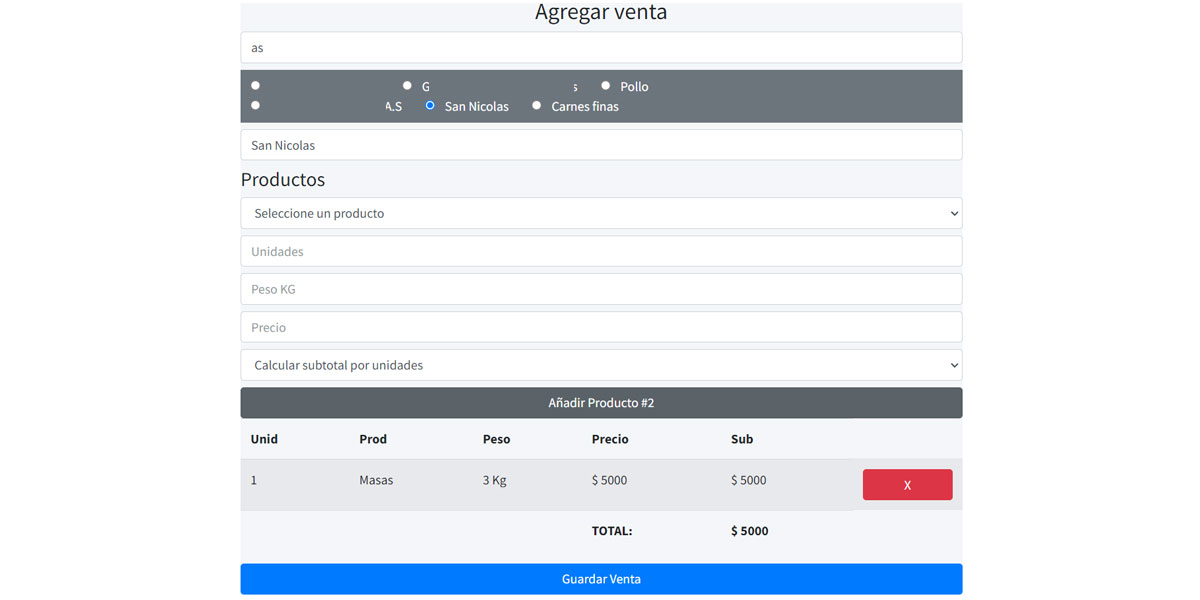 Agregar venta
as
G s Pollo
A.S San Nicolas Carnes finas
San Nicolas
Productos
Seleccione un producto
Unidades
Peso KG
Precio
Calcular subtotal por unidades
Añadir Producto #2
Unid Prod Peso Precio Sub
1 Masas 3 Kg $ 5000 $ 5000 X
TOTAL: $ 5000
Guardar Venta